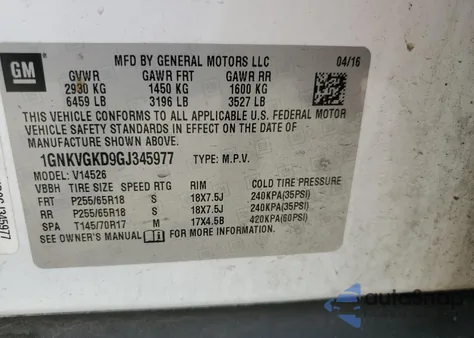 GM
MFD BY GENERAL MOTORS LLC 04/16
GVWR GAWR FRT GAWR RR
2930 KG 1450 KG 1600 KG
6459 LB 3196 LB 3527 LB
THIS VEHICLE CONFORMS TO ALL APPLICABLE U.S. FEDERAL MOTOR
VEHICLE SAFETY STANDARDS IN EFFECT ON THE DATE OF
MANUFACTURE SHOWN ABOVE.
1GNKVGKD9GJ345977 TYPE: M.P.V.
MODEL: V14526
VBBH TIRE SIZE SPEED RTG RIM COLD TIRE PRESSURE
FRT P255/65R18 S 18X7.5J 240KPA(35PSI)
RR P255/65R18 S 18X7.5J 240KPA(35PSI)
SPA T145/70R17 M 17X4.5B 420KPA(60PSI)
SEE OWNER'S MANUAL FOR MORE INFORMATION